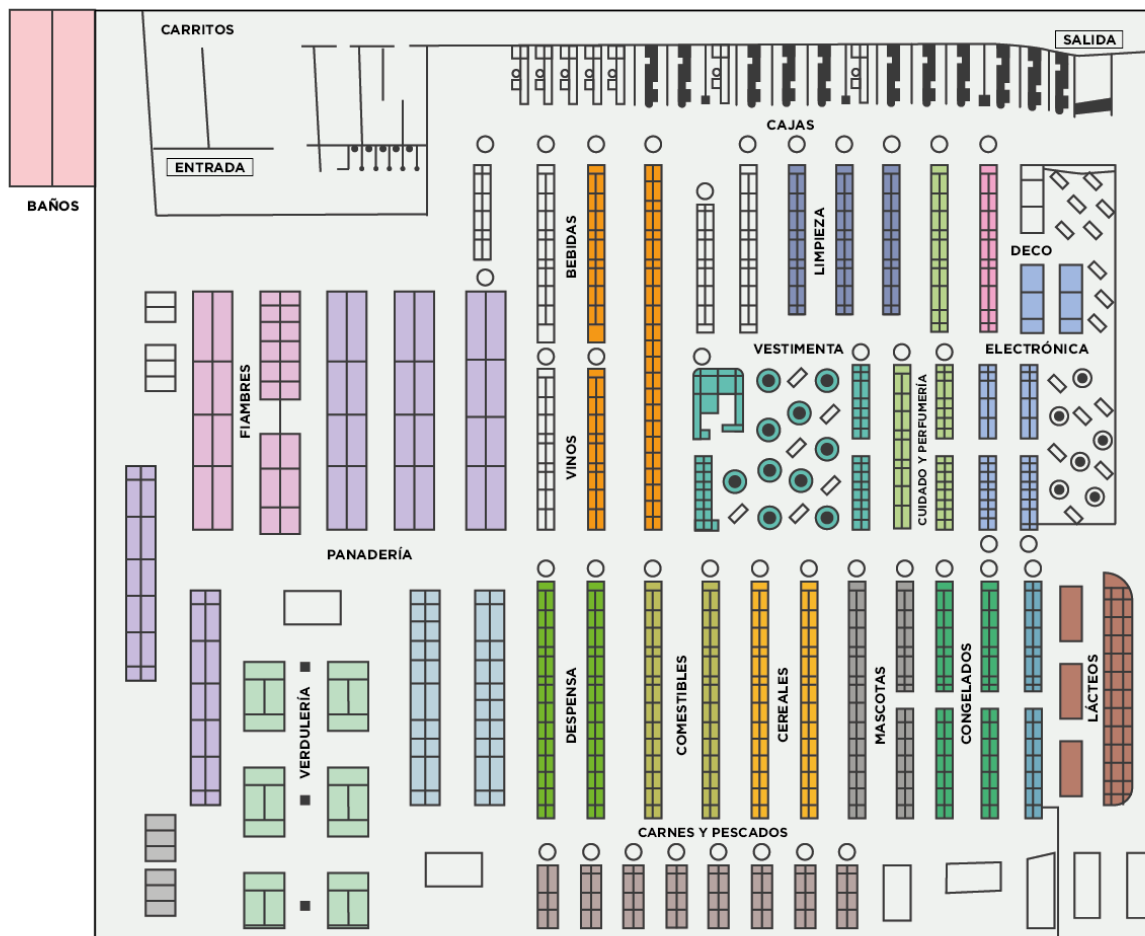 CARRITOS
SALIDA
CAJAS
ENTRADA
BAÑOS
BEBIDAS
LIMPIEZA
DECO
VESTIMENTA
ELECTRÓNICA
FIAMBRES
VINOS
CUIDADO Y PERFUMERÍA
PANADERÍA
VERDULERÍA
DESPENSA
COMESTIBLES
CEREALES
MASCOTAS
CONGELADOS
LÁCTEOS
CARNES Y PESCADOS